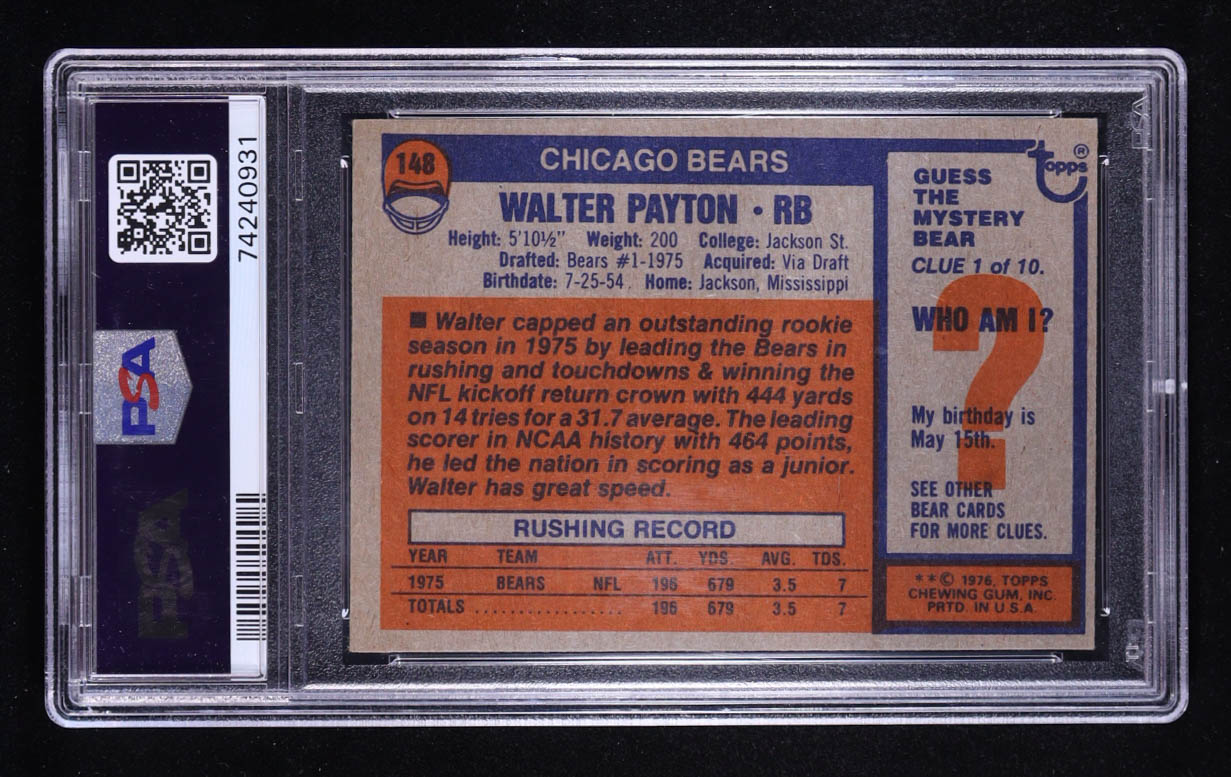 PSA
74240931
PSA
148
CHICAGO BEARS
WALTER PAYTON • RB
Height: 5'10½" Weight: 200 College: Jackson St.
Drafted: Bears #1-1975 Acquired: Via Draft
Birthdate: 7-25-54 Home: Jackson, Mississippi
■ Walter capped an outstanding rookie
season in 1975 by leading the Bears in
rushing and touchdowns & winning the
NFL kickoff return crown with 444 yards
on 14 tries for a 31.7 average. The leading
scorer in NCAA history with 464 points,
he led the nation in scoring as a junior.
Walter has great speed.
RUSHING RECORD
YEAR TEAM ATT. YDS. AVG. TDS.
1975 BEARS NFL 196 679 3.5 7
TOTALS .................... 196 679 3.5 7
topps®
GUESS
THE
MYSTERY
BEAR
CLUE 1 of 10.
WHO AM I?
?
My birthday is
May 15th.
SEE OTHER
BEAR CARDS
FOR MORE CLUES.
**© 1976, TOPPS
CHEWING GUM, INC.
PRTD. IN U.S.A.